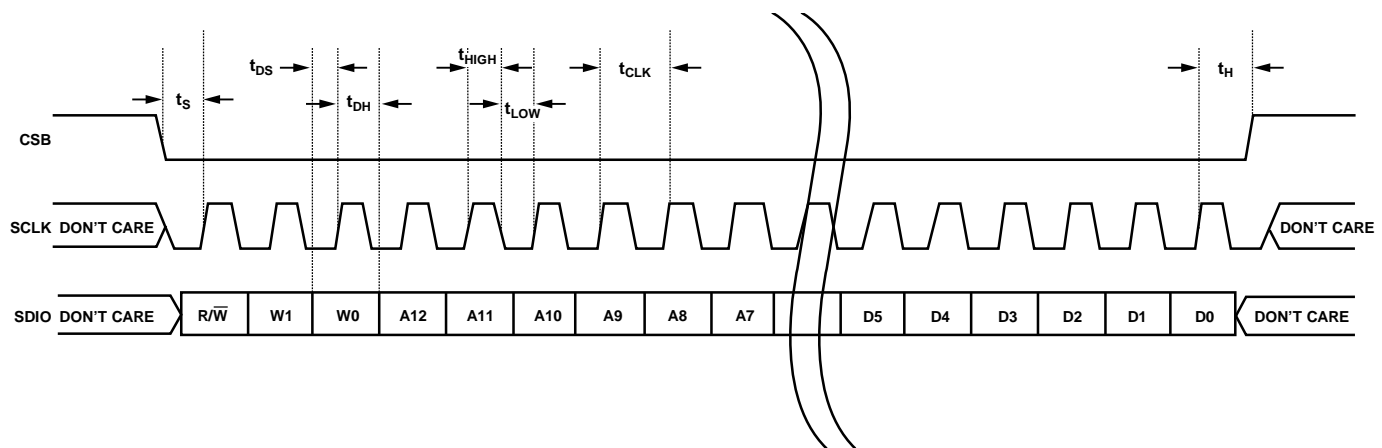 tDS
tHIGH
tCLK
tH
tS
tDH
tLOW
CSB
SCLK DON'T CARE
DON'T CARE
SDIO DON'T CARE
R/W̅
W1
W0
A12
A11
A10
A9
A8
A7
D5
D4
D3
D2
D1
D0
DON'T CARE